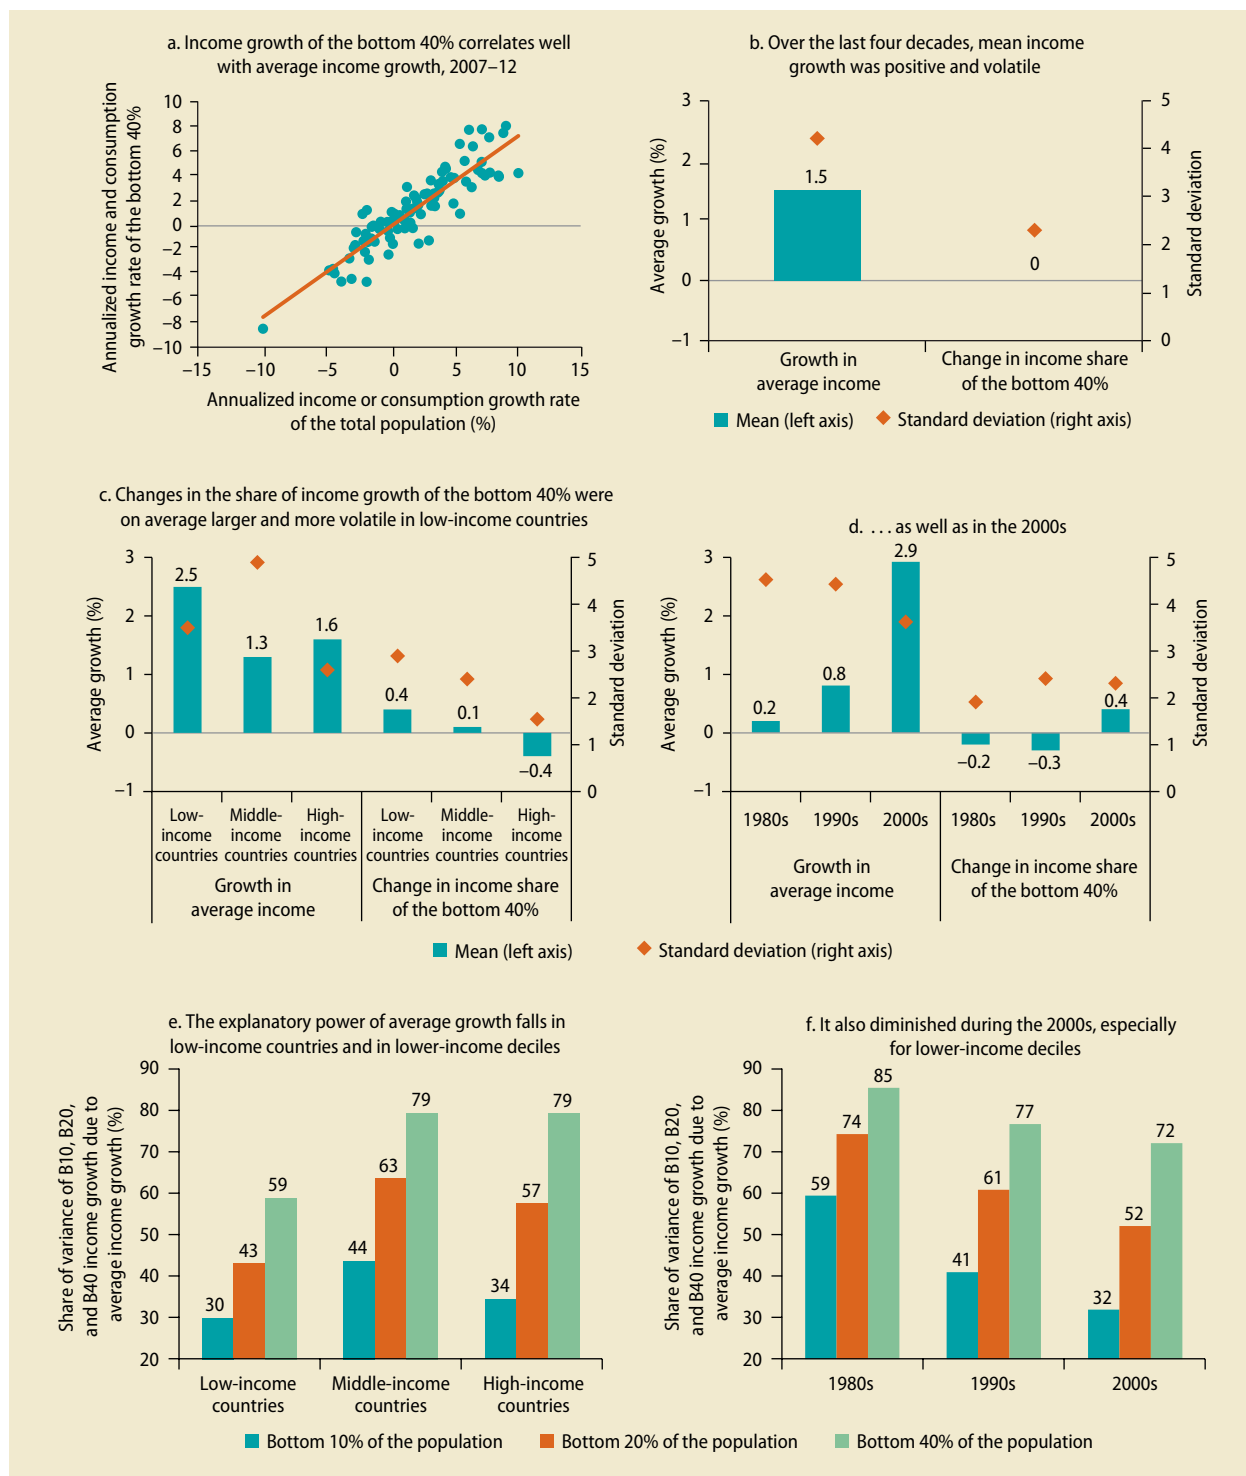 a. Income growth of the bottom 40% correlates well
with average income growth, 2007–12
Annualized income and consumption
growth rate of the bottom 40%
10
8
6
4
2
0
−2
−4
−6
−8
−10
−15 −10 −5 0 5 10 15
Annualized income or consumption growth rate
of the total population (%)
b. Over the last four decades, mean income
growth was positive and volatile
Average growth (%)
3
2
1
0
−1
1.5
0
5
4
3
2
1
0
Standard deviation
Growth in
average income
Change in income share
of the bottom 40%
Mean (left axis) Standard deviation (right axis)
c. Changes in the share of income growth of the bottom 40% were
on average larger and more volatile in low-income countries
Average growth (%)
3
2
1
0
−1
2.5
1.3
1.6
0.4
0.1
−0.4
5
4
3
2
1
0
Standard deviation
Low-
income
countries
Middle-
income
countries
High-
income
countries
Low-
income
countries
Middle-
income
countries
High-
income
countries
Growth in
average income
Change in income share
of the bottom 40%
d. . . . as well as in the 2000s
Average growth (%)
3
2
1
0
−1
0.2
0.8
2.9
−0.2
−0.3
0.4
5
4
3
2
1
0
Standard deviation
1980s 1990s 2000s 1980s 1990s 2000s
Growth in
average income
Change in income share
of the bottom 40%
Mean (left axis) Standard deviation (right axis)
e. The explanatory power of average growth falls in
low-income countries and in lower-income deciles
Share of variance of B10, B20,
and B40 income growth due to
average income growth (%)
90
80
70
60
50
40
30
20
30
43
59
44
63
79
34
57
79
Low-income
countries
Middle-income
countries
High-income
countries
f. It also diminished during the 2000s, especially
for lower-income deciles
Share of variance of B10, B20,
and B40 income growth due to
average income growth (%)
90
80
70
60
50
40
30
20
59
74
85
41
61
77
32
52
72
1980s 1990s 2000s
Bottom 10% of the population Bottom 20% of the population Bottom 40% of the population